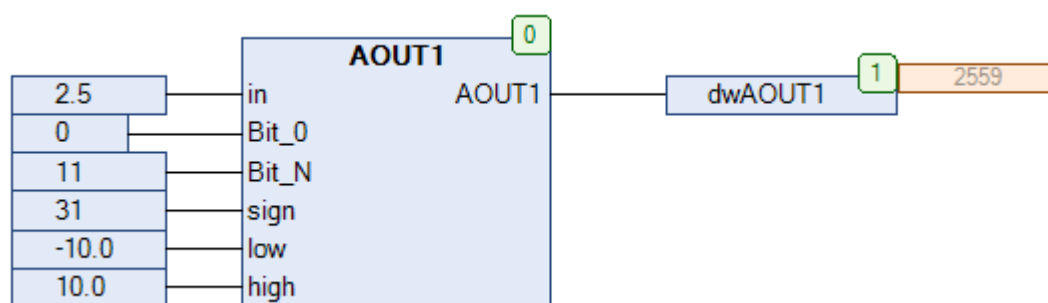 0
AOUT1
2.5 in AOUT1 dwAOUT1 1 2559
0 Bit_0
11 Bit_N
31 sign
-10.0 low
10.0 high